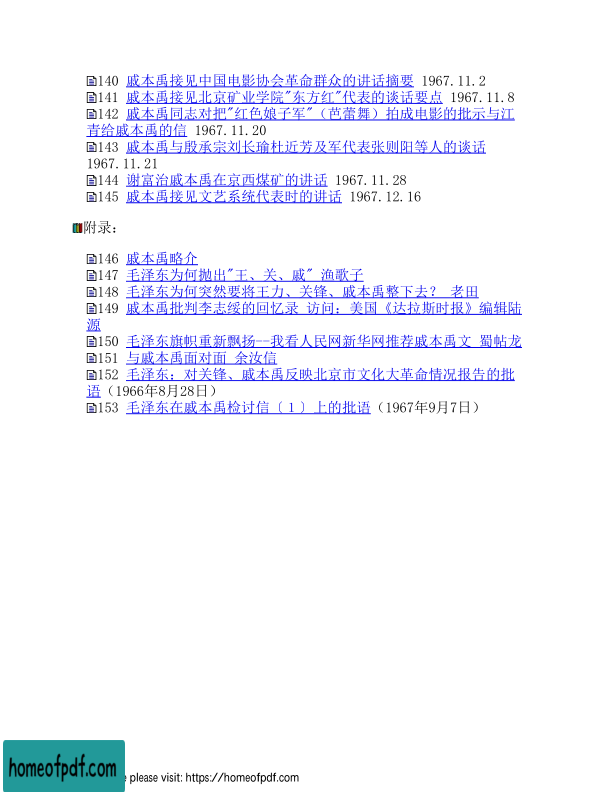 140 戚本禹接见中国电影协会革命群众的讲话摘要 1967.11.2
141 戚本禹接见北京矿业学院"东方红"代表的谈话要点 1967.11.8
142 戚本禹同志对把"红色娘子军"（芭蕾舞）拍成电影的批示与江
青给戚本禹的信 1967.11.20
143 戚本禹与殷承宗刘长瑜杜近芳及军代表张则阳等人的谈话
1967.11.21
144 谢富治戚本禹在京西煤矿的讲话 1967.11.28
145 戚本禹接见文艺系统代表时的讲话 1967.12.16
附录：
146 戚本禹略介
147 毛泽东为何抛出"王、关、戚" 渔歌子
148 毛泽东为何突然要将王力、关锋、戚本禹整下去？ 老田
149 戚本禹批判李志绥的回忆录 访问：美国《达拉斯时报》编辑陆
源
150 毛泽东旗帜重新飘扬--我看人民网新华网推荐戚本禹文 蜀帖龙
151 与戚本禹面对面 余汝信
152 毛泽东：对关锋、戚本禹反映北京市文化大革命情况报告的批
语（1966年8月28日）
153 毛泽东在戚本禹检讨信〔1〕上的批语（1967年9月7日）
homeofpdf.com
e please visit: https://homeofpdf.com